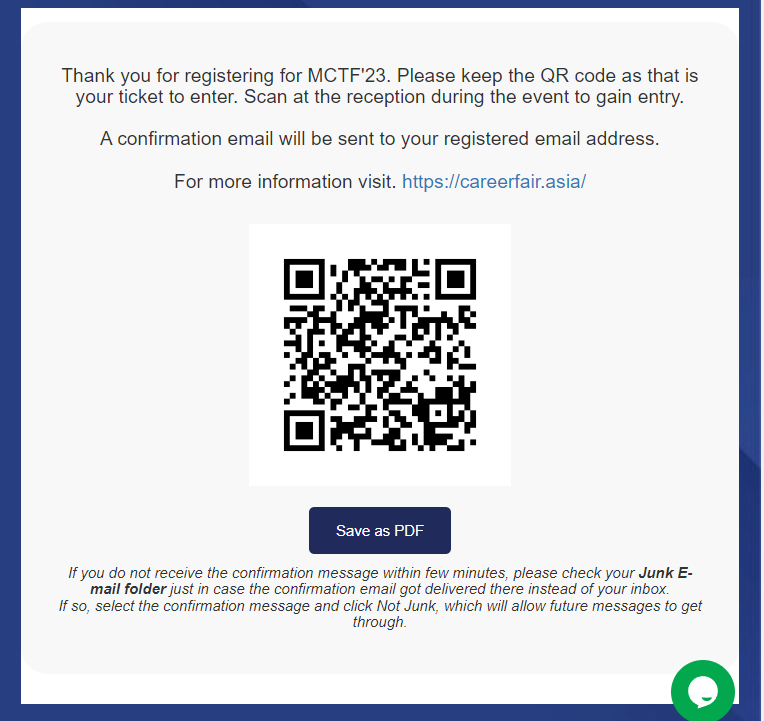 Thank you for registering for MCTF'23. Please keep the QR code as that is
your ticket to enter. Scan at the reception during the event to gain entry.
A confirmation email will be sent to your registered email address.
For more information visit. https://careerfair.asia/
Save as PDF
If you do not receive the confirmation message within few minutes, please check your Junk E-
mail folder just in case the confirmation email got delivered there instead of your inbox.
If so, select the confirmation message and click Not Junk, which will allow future messages to get
through.